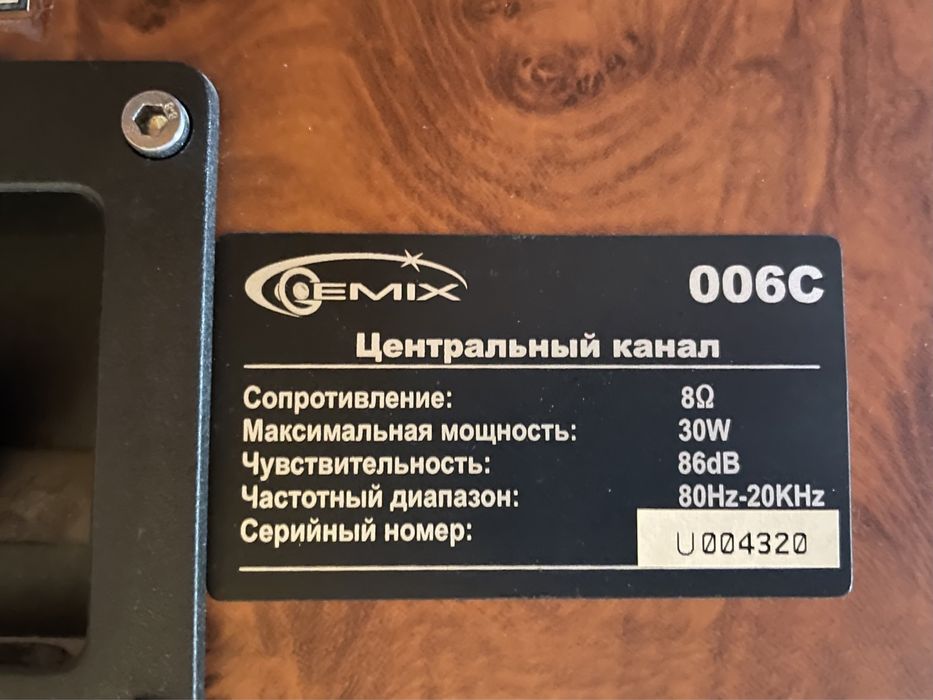 GEMIX 006C
Центральный канал
Сопротивление: 8Ω
Максимальная мощность: 30W
Чувствительность: 86dB
Частотный диапазон: 80Hz-20KHz
Серийный номер: U004320